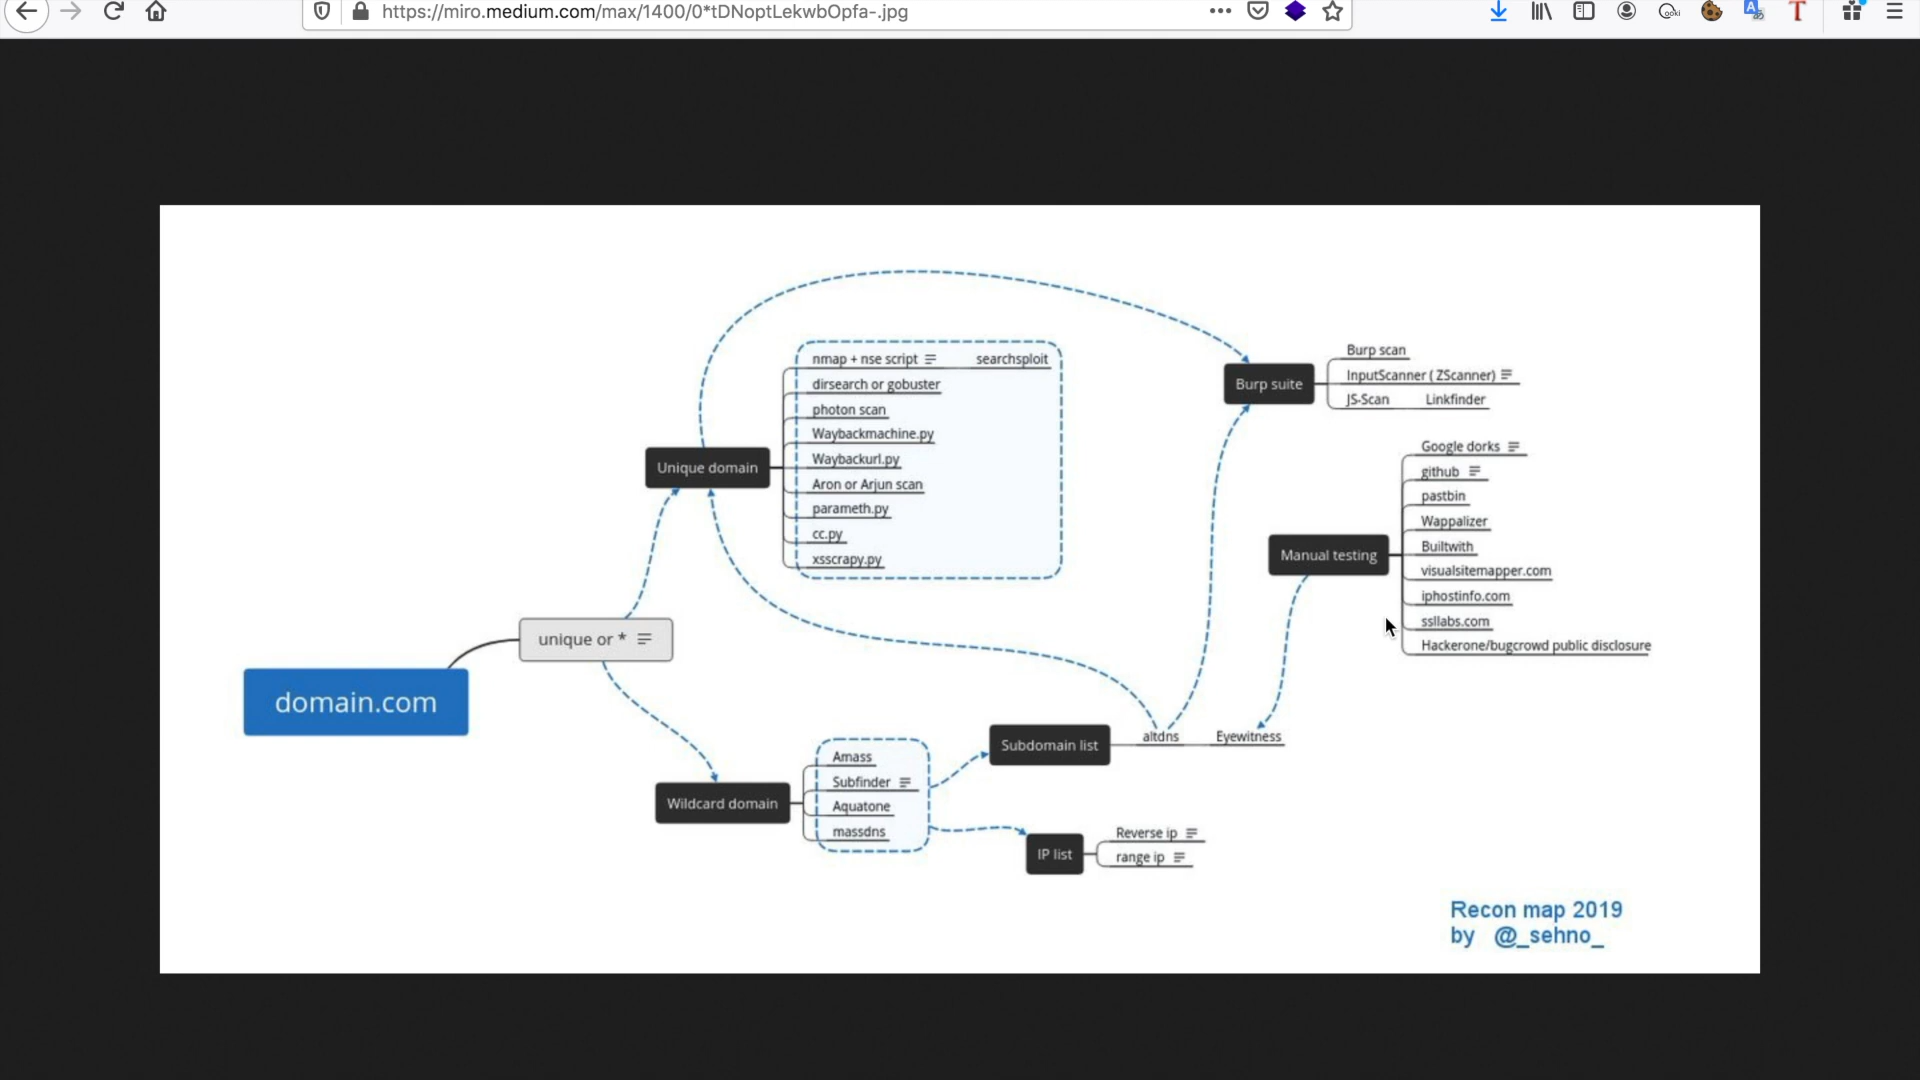 https://miro.medium.com/max/1400/0*tDNoptLekwbOpfa-.jpg
nmap + nse script searchsploit
dirsearch or gobuster
photon scan
Waybackmachine.py
Waybackurl.py
Aron or Arjun scan
parameth.py
cc.py
xsscrapy.py
Unique domain
Burp suite
Burp scan
InputScanner ( ZScanner)
JS-Scan Linkfinder
Manual testing
Google dorks
github
pastbin
Wappalizer
Builtwith
visualsitemapper.com
iphostinfo.com
ssllabs.com
Hackerone/bugcrowd public disclosure
unique or *
domain.com
Wildcard domain
Amass
Subfinder
Aquatone
massdns
Subdomain list
altdns
Eyewitness
IP list
Reverse ip
range ip
Recon map 2019
by @_sehno_